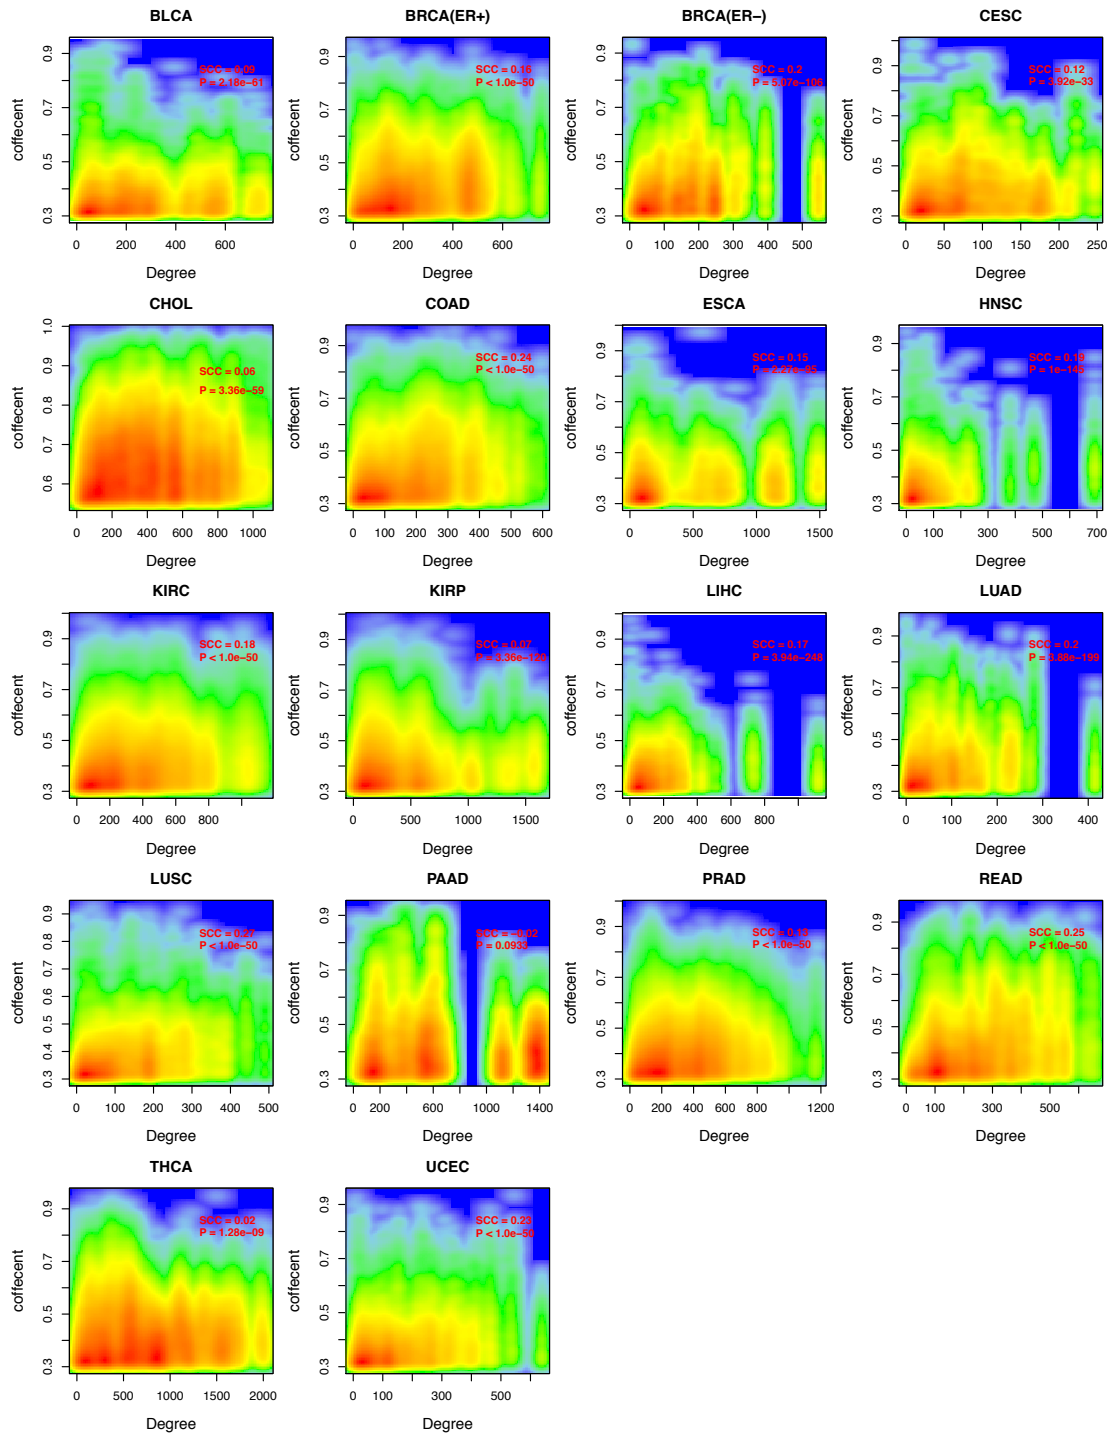 BLCA
BRCA(ER+)
BRCA(ER−)
CESC
coffecent
0.3 0.5 0.7 0.9
SCC = 0.09
P = 2.18e−61
0 200 400 600
Degree
coffecent
0.3 0.5 0.7 0.9
SCC = 0.16
P < 1.0e−50
0 200 400 600
Degree
coffecent
0.3 0.5 0.7 0.9
SCC = 0.2
P = 5.07e−106
0 100 200 300 400 500
Degree
coffecent
0.3 0.5 0.7 0.9
SCC = 0.12
P = 3.92e−33
0 50 100 150 200 250
Degree
CHOL
COAD
ESCA
HNSC
coffecent
0.6 0.7 0.8 0.9 1.0
SCC = 0.06
P = 3.36e−59
0 200 400 600 800 1000
Degree
coffecent
0.3 0.5 0.7 0.9
SCC = 0.24
P < 1.0e−50
0 100 200 300 400 500 600
Degree
coffecent
0.3 0.5 0.7 0.9
SCC = 0.15
P = 2.27e−95
0 500 1000 1500
Degree
coffecent
0.3 0.5 0.7 0.9
SCC = 0.19
P = 1e−145
0 100 300 500 700
Degree
KIRC
KIRP
LIHC
LUAD
coffecent
0.3 0.5 0.7 0.9
SCC = 0.18
P < 1.0e−50
0 200 400 600 800
Degree
coffecent
0.3 0.5 0.7 0.9
SCC = 0.07
P = 3.36e−129
0 500 1000 1500
Degree
coffecent
0.3 0.5 0.7 0.9
SCC = 0.17
P = 3.94e−248
0 200 400 600 800
Degree
coffecent
0.3 0.5 0.7 0.9
SCC = 0.2
P = 3.88e−199
0 100 200 300 400
Degree
LUSC
PAAD
PRAD
READ
coffecent
0.3 0.4 0.5 0.6 0.7 0.8 0.9
SCC = 0.27
P < 1.0e−50
0 100 200 300 400 500
Degree
coffecent
0.3 0.5 0.7 0.9
SCC = −0.02
P = 0.0933
0 200 600 1000 1400
Degree
coffecent
0.3 0.5 0.7 0.9
SCC = 0.13
P < 1.0e−50
0 200 400 600 800 1200
Degree
coffecent
0.3 0.5 0.7 0.9
SCC = 0.25
P < 1.0e−50
0 100 300 500
Degree
THCA
UCEC
coffecent
0.3 0.5 0.7 0.9
SCC = 0.02
P = 1.28e−09
0 500 1000 1500 2000
Degree
coffecent
0.3 0.5 0.7 0.9
SCC = 0.23
P < 1.0e−50
0 100 300 500
Degree